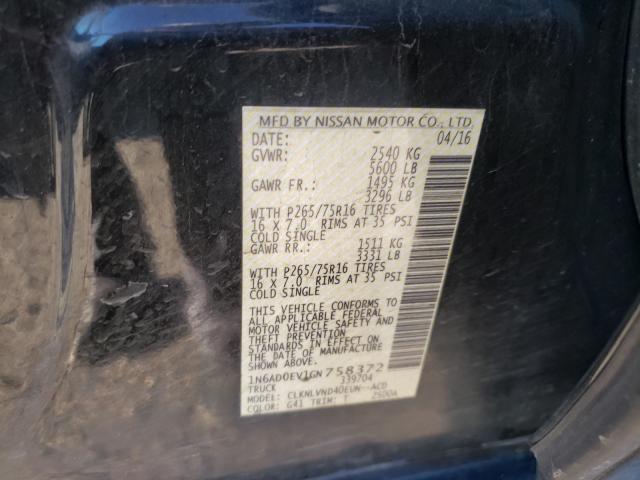 MFD BY NISSAN MOTOR CO., LTD.
DATE: 04/16
GVWR: 2540 KG
5600 LB
GAWR FR.: 1495 KG
3296 LB
WITH P265/75R16 TIRES
16 X 7.0 RIMS AT 35 PSI
COLD SINGLE
GAWR RR.: 1511 KG
3331 LB
WITH P265/75R16 TIRES
16 X 7.0 RIMS AT 35 PSI
COLD SINGLE
THIS VEHICLE CONFORMS TO
ALL APPLICABLE FEDERAL
MOTOR VEHICLE SAFETY AND
THEFT PREVENTION
STANDARDS IN EFFECT ON
THE DATE OF MANUFACTURE
SHOWN ABOVE.
1N6AD0EV1GN758372
TRUCK 339704
MODEL: CLKNLVND40EUN--ACD
COLOR: G41 TRIM: T 2500A